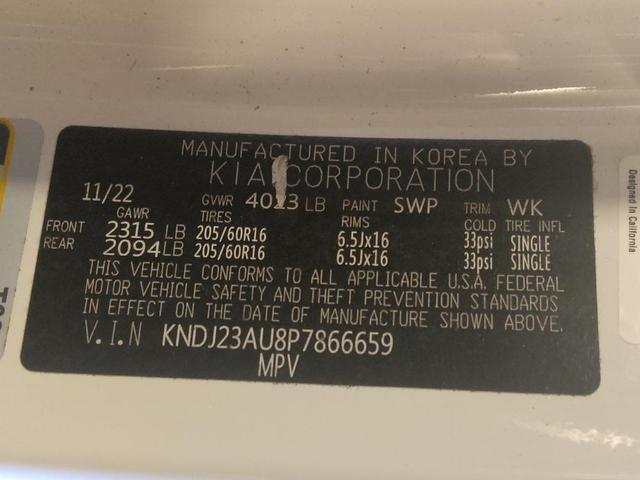 MANUFACTURED IN KOREA BY
KIA CORPORATION
11/22 GVWR LB PAINT SWP TRIM WK
GAWR TIRES RIMS COLD TIRE INFL
FRONT 2315 LB 205/60R16 6.5Jx16 33psi SINGLE
REAR 2094 LB 205/60R16 6.5Jx16 33psi SINGLE
THIS VEHICLE CONFORMS TO ALL APPLICABLE U.S.A. FEDERAL
MOTOR VEHICLE SAFETY AND THEFT PREVENTION STANDARDS
IN EFFECT ON THE DATE OF MANUFACTURE SHOWN ABOVE.
V.I.N KNDJ23AU8P7866659
MPV
Designed in California